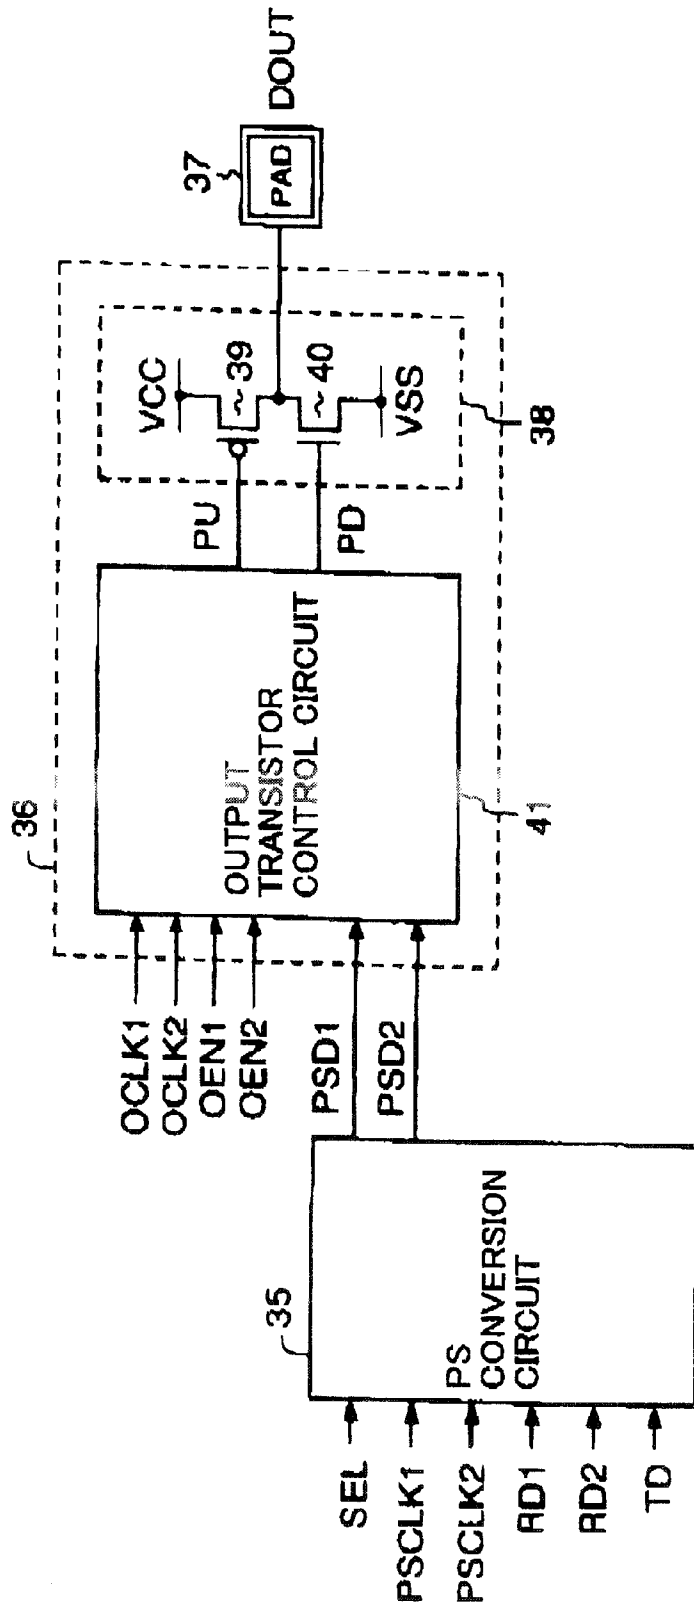 36
37
PAD
DOUT
OCLK1
OCLK2
OEN1
OEN2
OUTPUT
TRANSISTOR
CONTROL CIRCUIT
41
PU
PD
VCC
39
40
VSS
38
35
SEL
PSCLK1
PSCLK2
RD1
RD2
TD
PS
CONVERSION
CIRCUIT
PSD1
PSD2